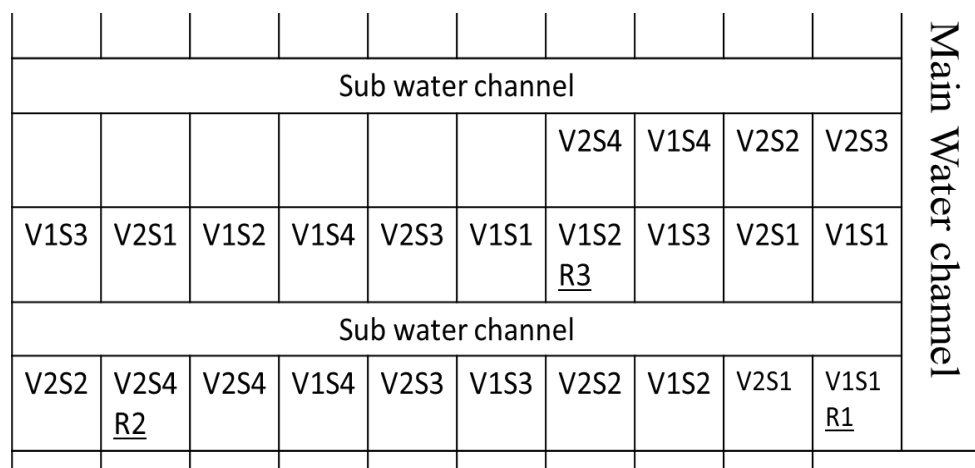 Sub water channel
V2S4 V1S4 V2S2 V2S3
V1S3 V2S1 V1S2 V1S4 V2S3 V1S1 V1S2 V1S3 V2S1 V1S1
R3
Sub water channel
V2S2 V2S4 V2S4 V1S4 V2S3 V1S3 V2S2 V1S2 V2S1 V1S1
R2 R1
Main Water channel